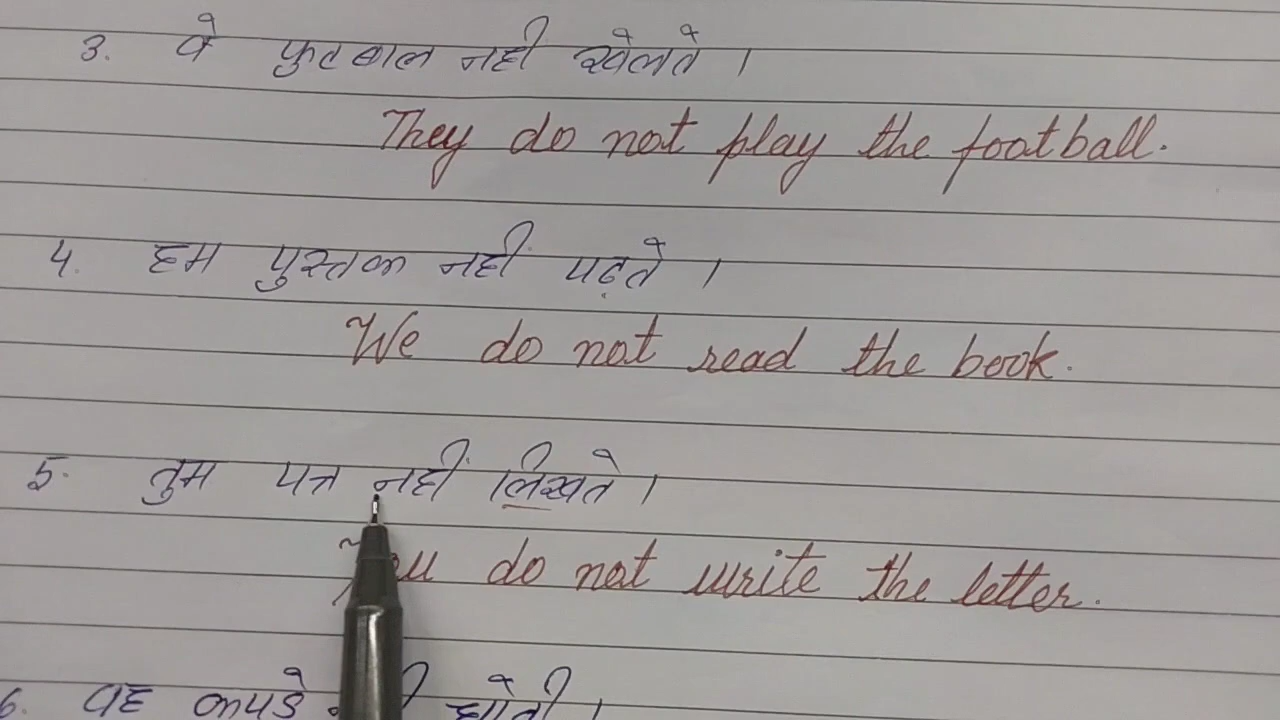 3. वे फुटबाल नही खेलते ।
They do not play the football.
4. हम पुस्तक नहीं पढ़ते ।
We do not read the book.
5. तुम पत्र नहीं लिखते ।
You do not write the letter.
6. वह कपडे धोती ।